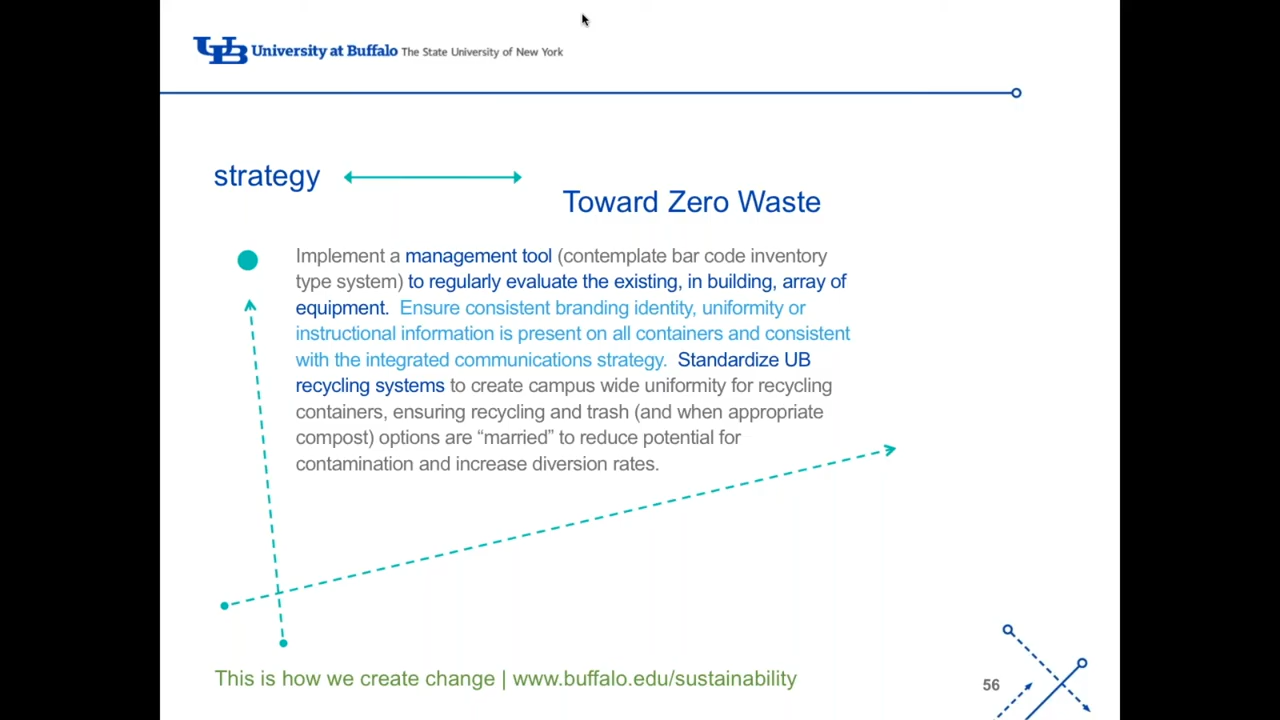 UB University at Buffalo The State University of New York
strategy
Toward Zero Waste
Implement a management tool (contemplate bar code inventory
type system) to regularly evaluate the existing, in building, array of
equipment. Ensure consistent branding identity, uniformity or
instructional information is present on all containers and consistent
with the integrated communications strategy. Standardize UB
recycling systems to create campus wide uniformity for recycling
containers, ensuring recycling and trash (and when appropriate
compost) options are “married” to reduce potential for
contamination and increase diversion rates.
This is how we create change | www.buffalo.edu/sustainability
56